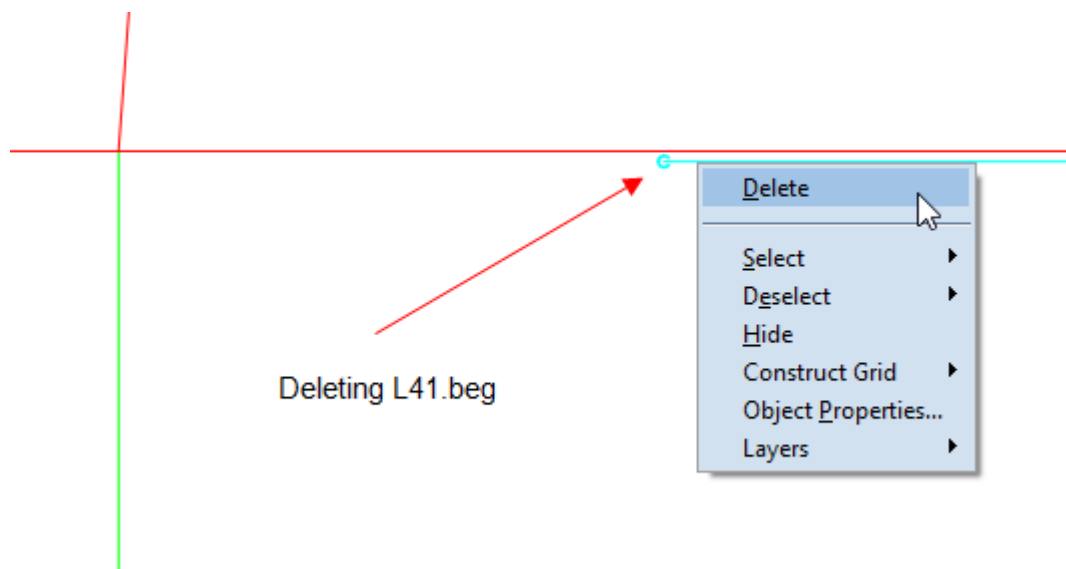 Delete
Select
Deselect
Hide
Construct Grid
Object Properties...
Layers
Deleting L41.beg